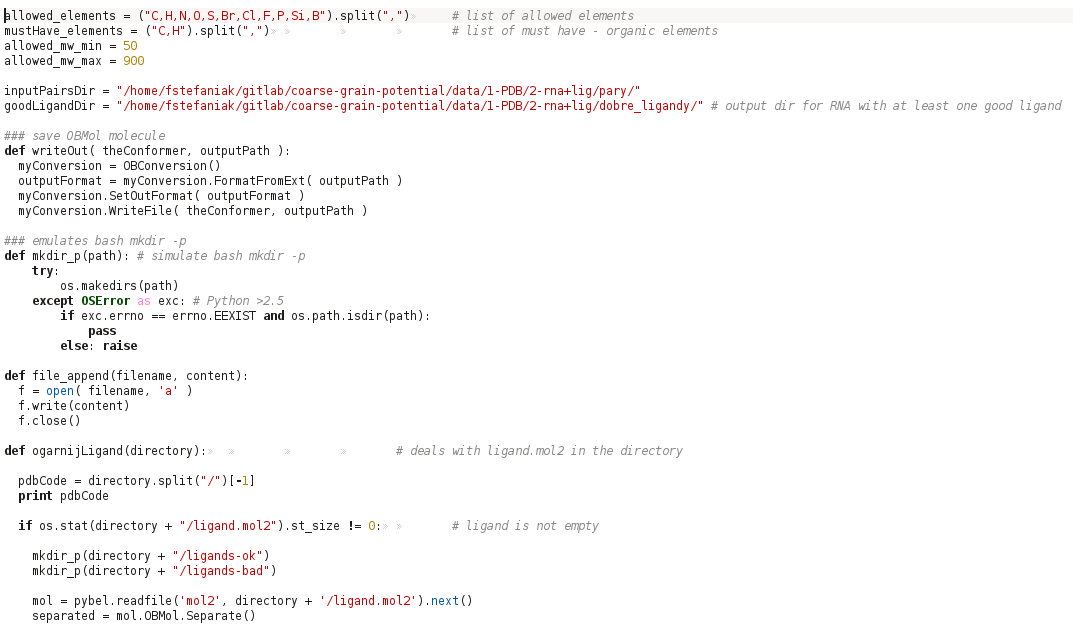 allowed_elements = ("C,H,N,O,S,Br,Cl,F,P,Si,B").split(",")» # list of allowed elements
mustHave_elements = ("C,H").split(",")» » » » # list of must have - organic elements
allowed_mw_min = 50
allowed_mw_max = 900

inputPairsDir = "/home/fstefaniak/gitlab/coarse-grain-potential/data/1-PDB/2-rna+lig/pary/"
goodLigandDir = "/home/fstefaniak/gitlab/coarse-grain-potential/data/1-PDB/2-rna+lig/dobre_ligandy/" # output dir for RNA with at least one good ligand

### save OBMol molecule
def writeOut( theConformer, outputPath ):
  myConversion = OBConversion()
  outputFormat = myConversion.FormatFromExt( outputPath )
  myConversion.SetOutFormat( outputFormat )
  myConversion.WriteFile( theConformer, outputPath )

### emulates bash mkdir -p
def mkdir_p(path): # simulate bash mkdir -p
    try:
        os.makedirs(path)
    except OSError as exc: # Python >2.5
        if exc.errno == errno.EEXIST and os.path.isdir(path):
            pass
        else: raise

def file_append(filename, content):
  f = open( filename, 'a' )
  f.write(content)
  f.close()

def ogarnijLigand(directory):» » » » # deals with ligand.mol2 in the directory

  pdbCode = directory.split("/")[-1]
  print pdbCode

  if os.stat(directory + "/ligand.mol2").st_size != 0:» » # ligand is not empty

    mkdir_p(directory + "/ligands-ok")
    mkdir_p(directory + "/ligands-bad")

    mol = pybel.readfile('mol2', directory + '/ligand.mol2').next()
    separated = mol.OBMol.Separate()